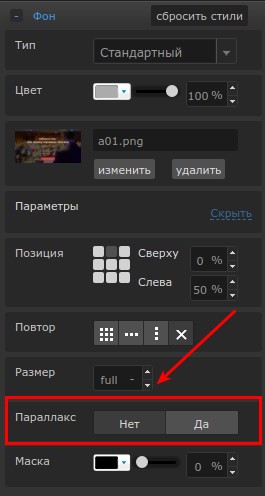 Фон сбросить стили
Тип Стандартный
Цвет 100 %
a01.png
изменить удалить
Параметры Скрыть
Позиция Сверху 0 %
Слева 50 %
Повтор
Размер full -
Параллакс Нет Да
Маска 0 %